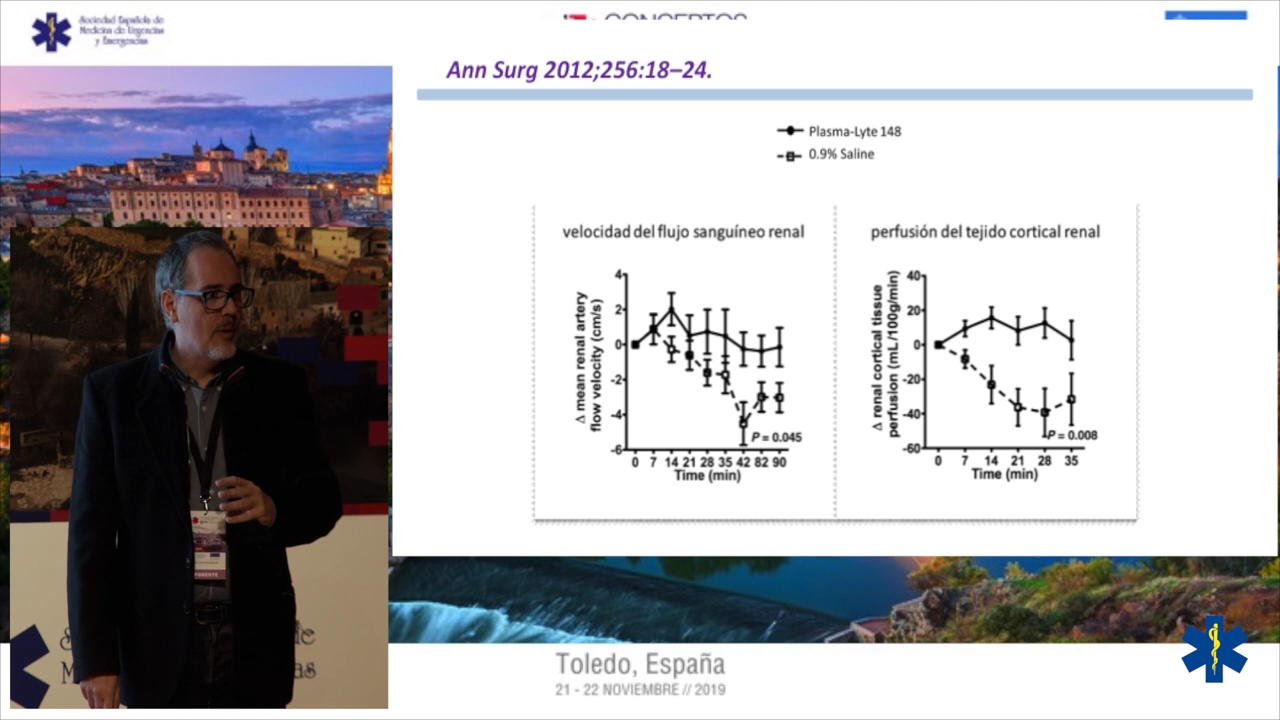 Sociedad Española de
Medicina de Urgencias
y Emergencias
CONCEPTOS
Ann Surg 2012;256:18–24.
Plasma-Lyte 148
0.9% Saline
velocidad del flujo sanguíneo renal
Δ mean renal artery
flow velocity (cm/s)
4
2
0
-2
-4
-6
P = 0.045
0 7 14 21 28 35 42 82 90
Time (min)
perfusión del tejido cortical renal
Δ renal cortical tissue
perfusion (mL/100g/min)
40
20
0
-20
-40
-60
P = 0.008
0 7 14 21 28 35
Time (min)
PONENTE
Toledo, España
21 - 22 NOVIEMBRE // 2019